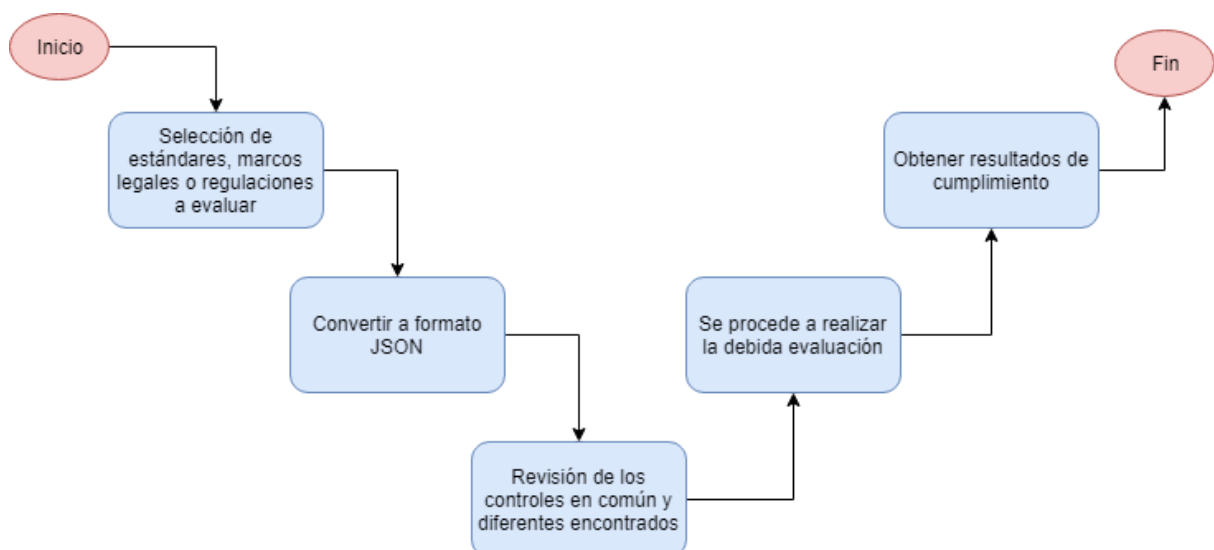 Inicio
Selección de
estándares, marcos
legales o regulaciones
a evaluar
Convertir a formato
JSON
Revisión de los
controles en común y
diferentes encontrados
Se procede a realizar
la debida evaluación
Obtener resultados de
cumplimiento
Fin